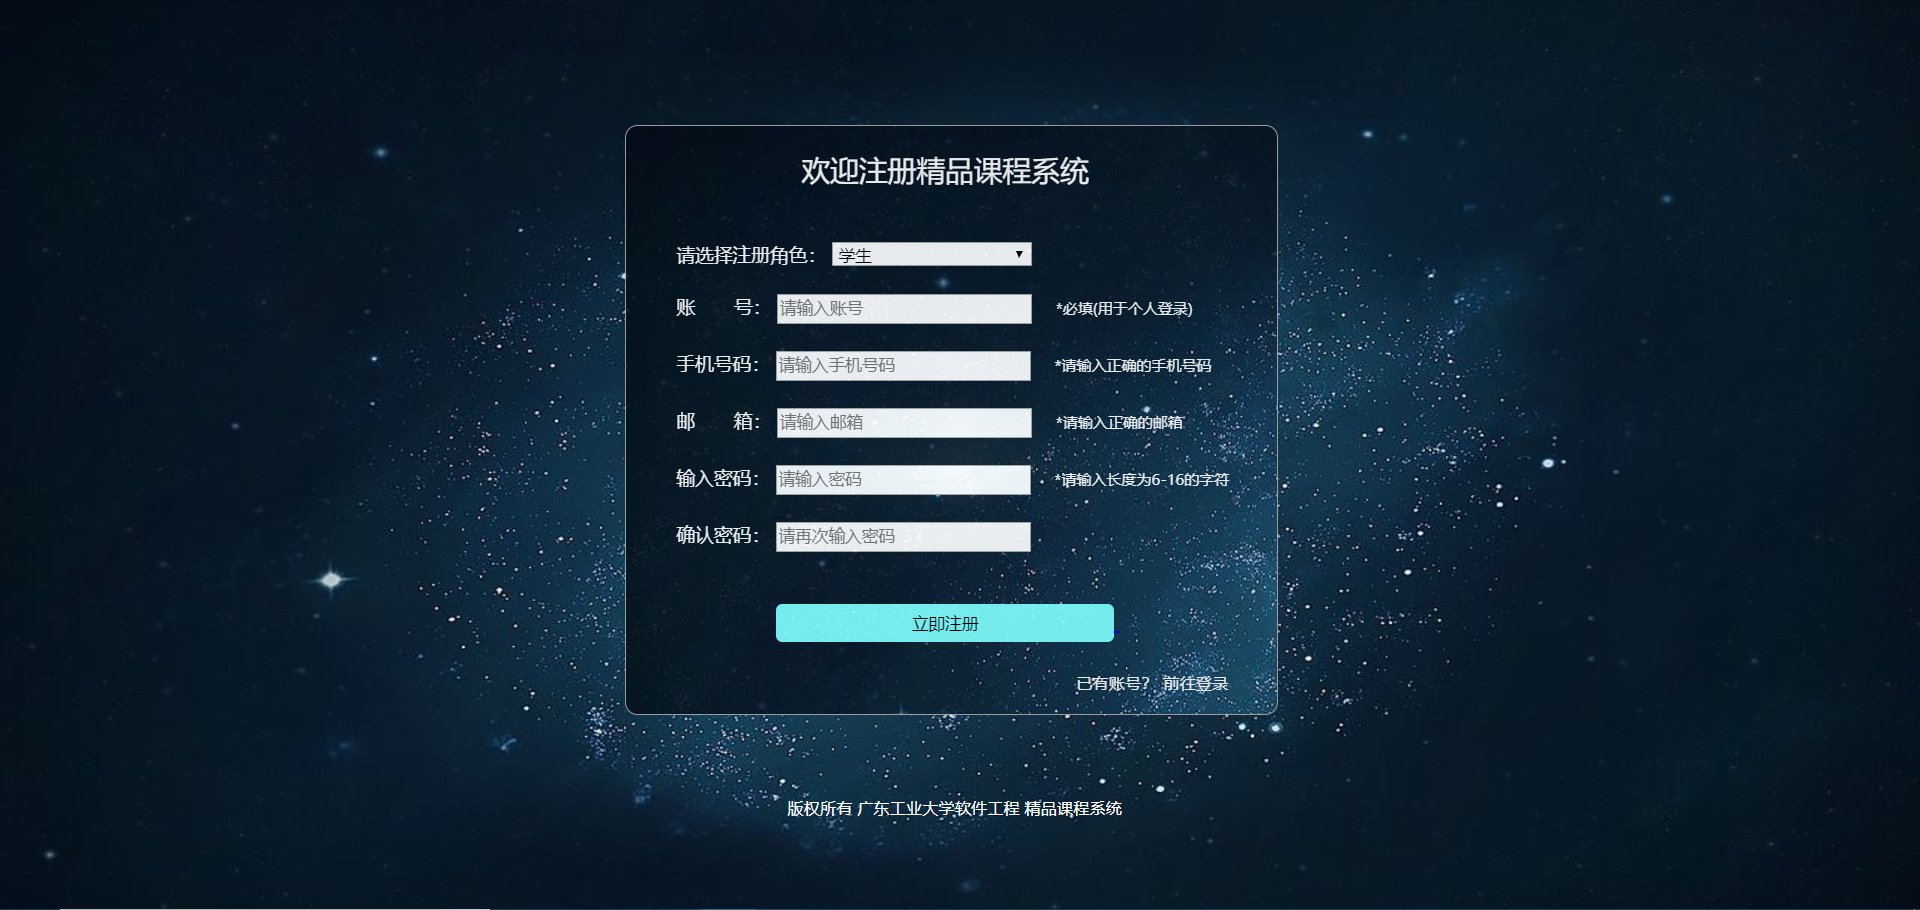 欢迎注册精品课程系统
请选择注册角色： 学生
账　　号： 请输入账号 *必填(用于个人登录)
手机号码： 请输入手机号码 *请输入正确的手机号码
邮　　箱： 请输入邮箱 *请输入正确的邮箱
输入密码： 请输入密码 *请输入长度为6-16的字符
确认密码： 请再次输入密码
立即注册
已有账号？ 前往登录
版权所有 广东工业大学软件工程 精品课程系统